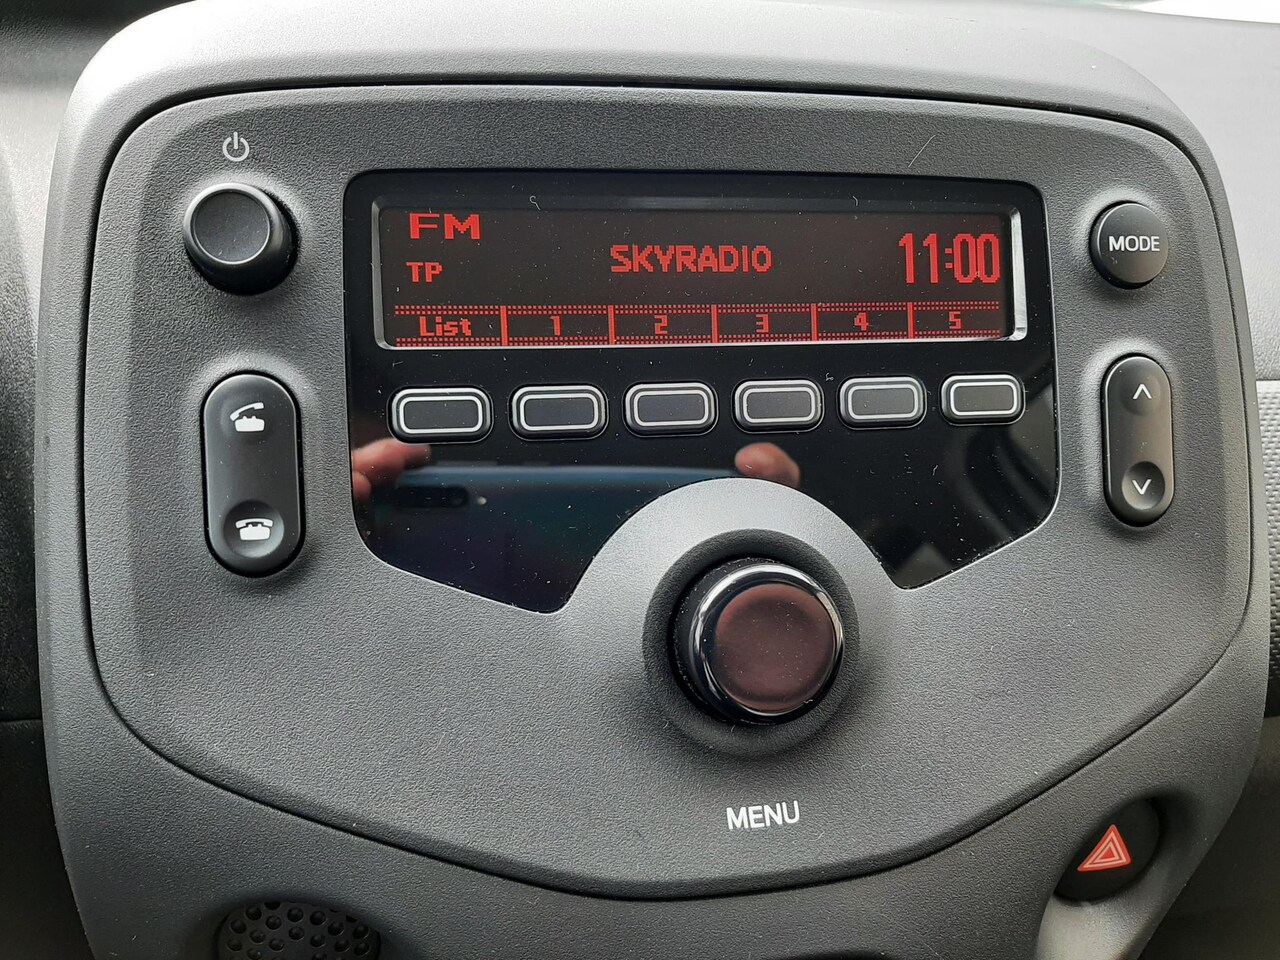 FM
TP
SKYRADIO
11:00
List 1 2 3 4 5
MODE
MENU